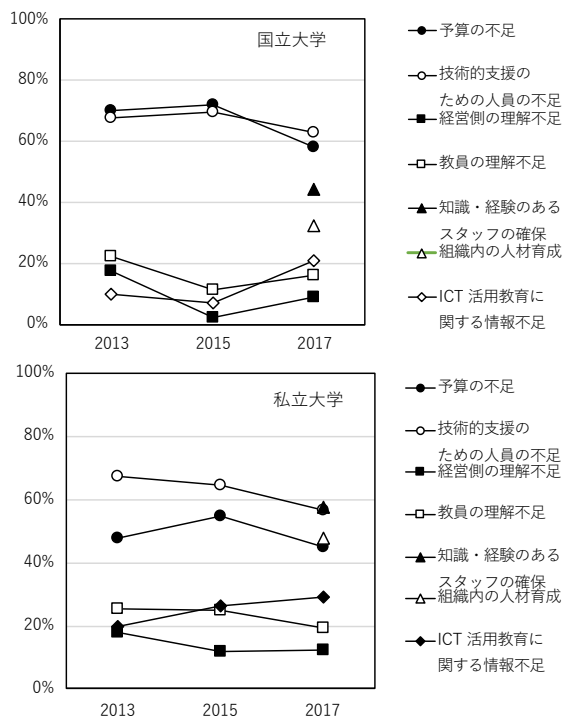 100%
80%
60%
40%
20%
0%
国立大学
2013 2015 2017
予算の不足
技術的支援の
ための人員の不足
経営側の理解不足
教員の理解不足
知識・経験のある
スタッフの確保
組織内の人材育成
ICT 活用教育に
関する情報不足
100%
80%
60%
40%
20%
0%
私立大学
2013 2015 2017
予算の不足
技術的支援の
ための人員の不足
経営側の理解不足
教員の理解不足
知識・経験のある
スタッフの確保
組織内の人材育成
ICT 活用教育に
関する情報不足